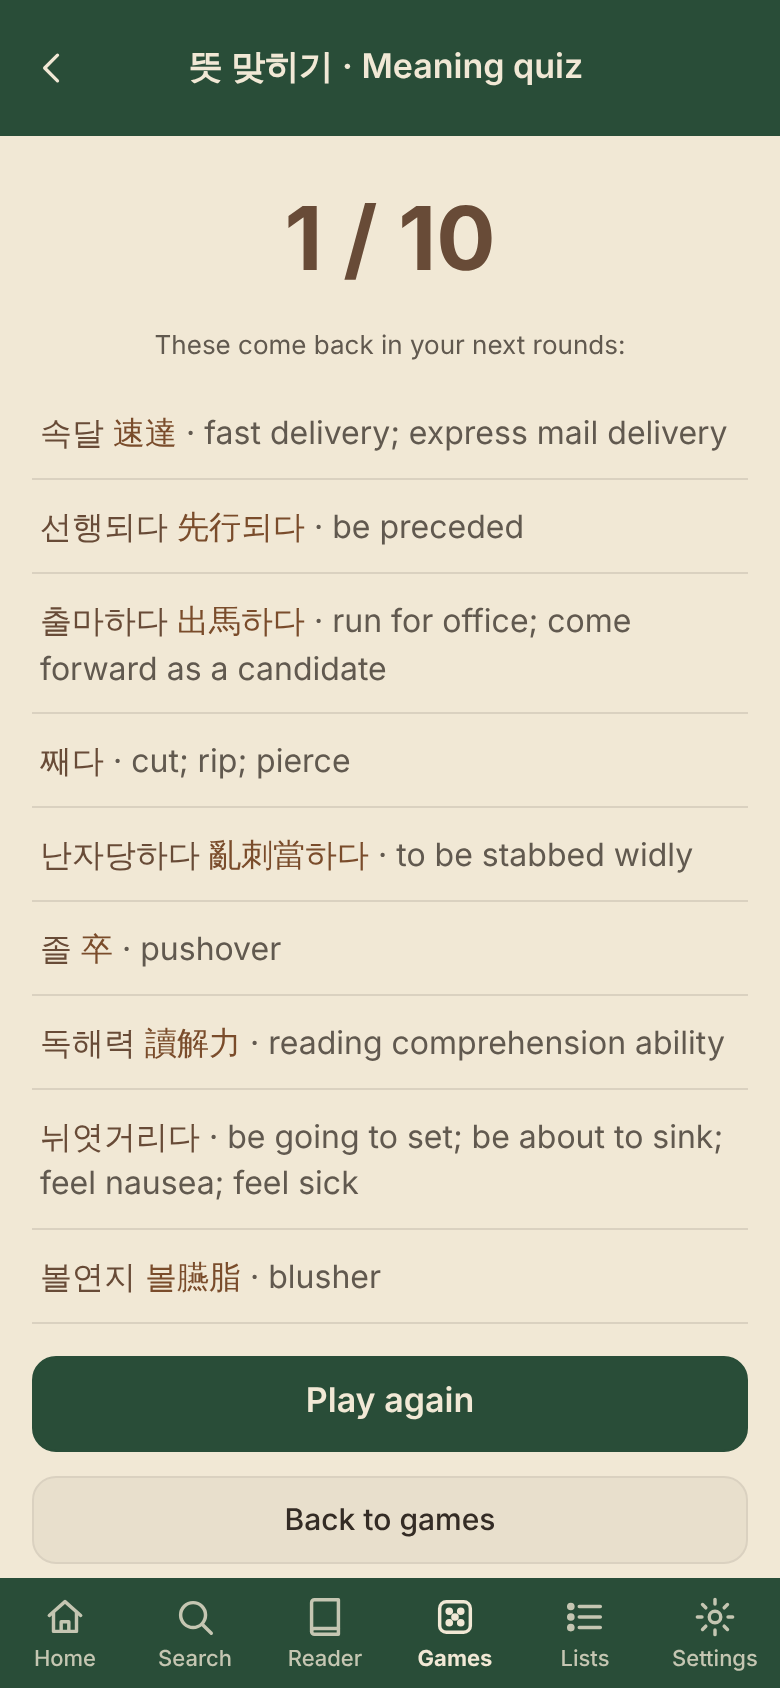 뜻 맞히기 · Meaning quiz
1 / 10
These come back in your next rounds:
속달 速達 · fast delivery; express mail delivery
선행되다 先行되다 · be preceded
출마하다 出馬하다 · run for office; come
forward as a candidate
째다 · cut; rip; pierce
난자당하다 亂刺當하다 · to be stabbed widly
졸 卒 · pushover
독해력 讀解力 · reading comprehension ability
뉘엿거리다 · be going to set; be about to sink;
feel nausea; feel sick
볼연지 볼臙脂 · blusher
Play again
Back to games
Home
Search
Reader
Games
Lists
Settings